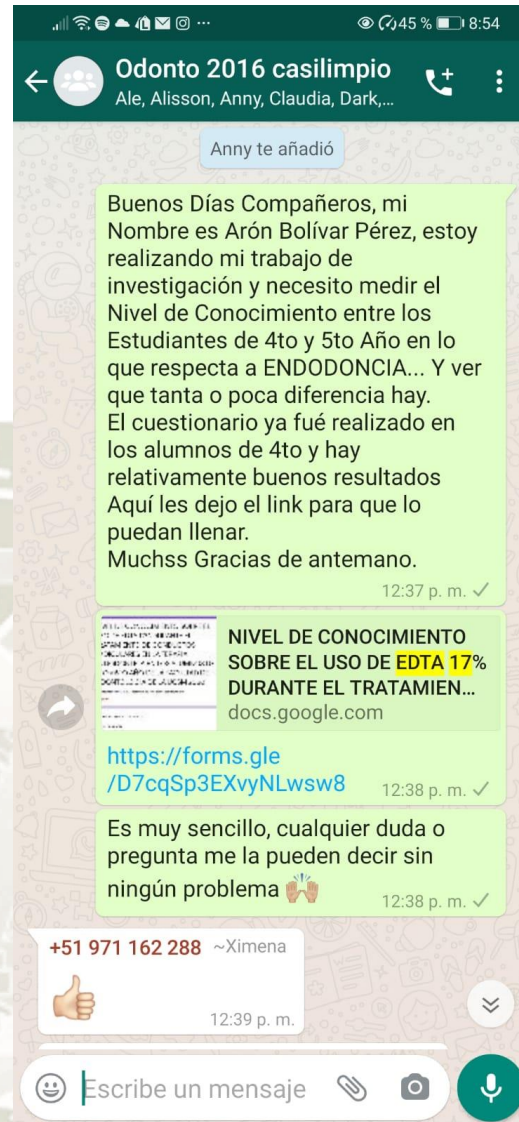 45 % 8:54
Odonto 2016 casilimpio
Ale, Alisson, Anny, Claudia, Dark,...
Anny te añadió
Buenos Días Compañeros, mi
Nombre es Arón Bolívar Pérez, estoy
realizando mi trabajo de
investigación y necesito medir el
Nivel de Conocimiento entre los
Estudiantes de 4to y 5to Año en lo
que respecta a ENDODONCIA... Y ver
que tanta o poca diferencia hay.
El cuestionario ya fué realizado en
los alumnos de 4to y hay
relativamente buenos resultados
Aquí les dejo el link para que lo
puedan llenar.
Muchss Gracias de antemano.
12:37 p. m.
NIVEL DE CONOCIMIENTO
SOBRE EL USO DE EDTA 17%
DURANTE EL TRATAMIEN...
docs.google.com
https://forms.gle
/D7cqSp3EXvyNLwsw8
12:38 p. m.
Es muy sencillo, cualquier duda o
pregunta me la pueden decir sin
ningún problema
12:38 p. m.
+51 971 162 288 ~Ximena
12:39 p. m.
Escribe un mensaje